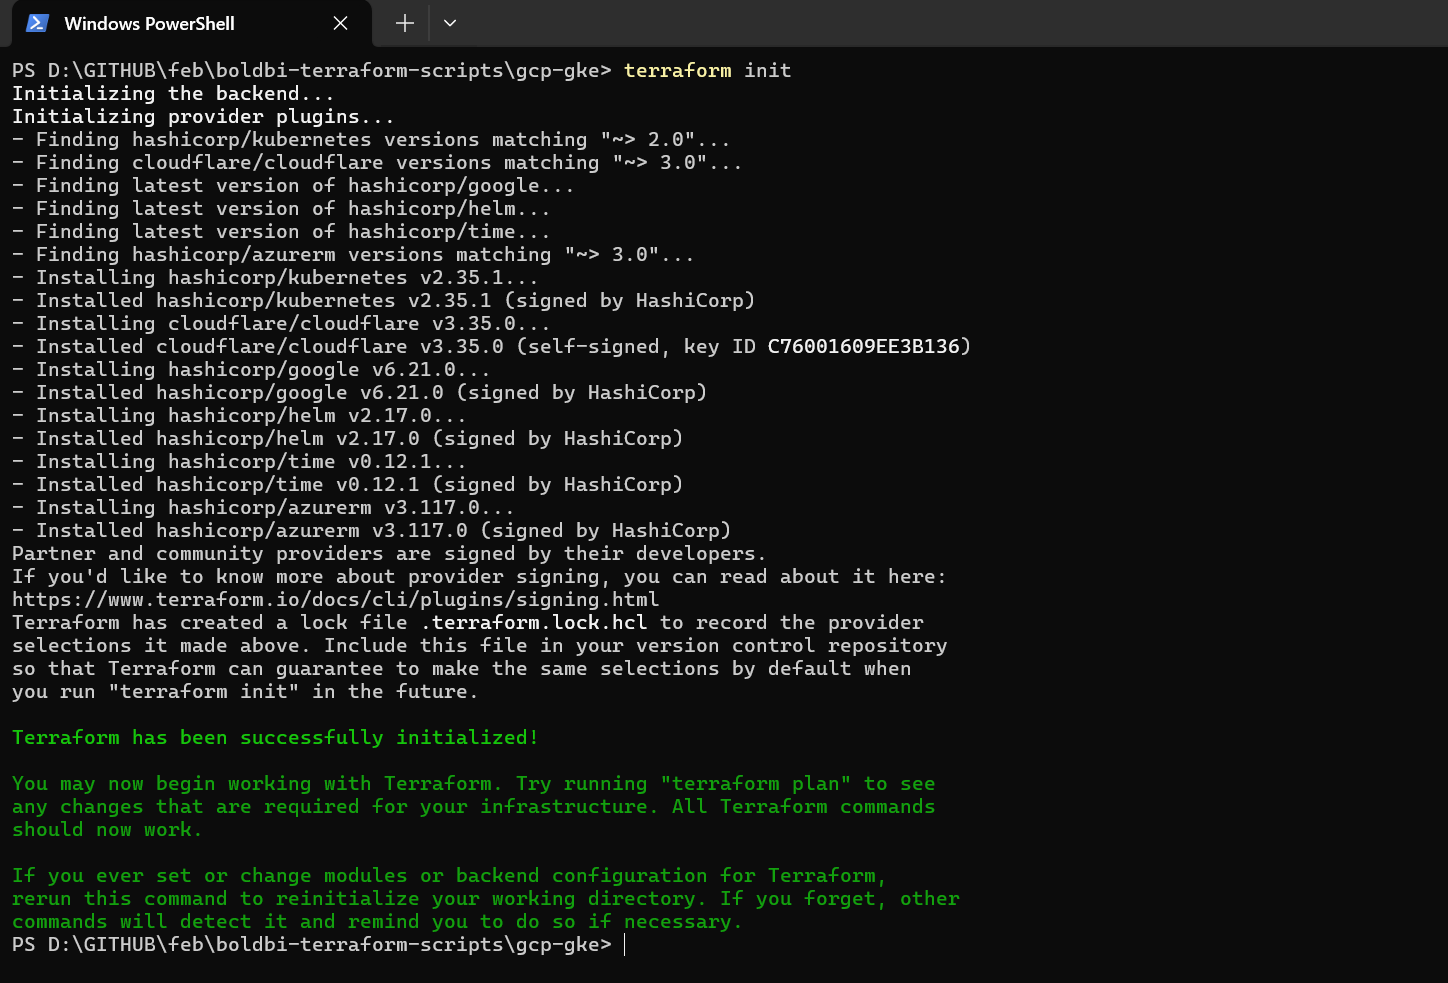 Windows PowerShell
PS D:\GITHUB\feb\boldbi-terraform-scripts\gcp-gke> terraform init
Initializing the backend...
Initializing provider plugins...
- Finding hashicorp/kubernetes versions matching "~> 2.0"...
- Finding cloudflare/cloudflare versions matching "~> 3.0"...
- Finding latest version of hashicorp/google...
- Finding latest version of hashicorp/helm...
- Finding latest version of hashicorp/time...
- Finding hashicorp/azurerm versions matching "~> 3.0"...
- Installing hashicorp/kubernetes v2.35.1...
- Installed hashicorp/kubernetes v2.35.1 (signed by HashiCorp)
- Installing cloudflare/cloudflare v3.35.0...
- Installed cloudflare/cloudflare v3.35.0 (self-signed, key ID C76001609EE3B136)
- Installing hashicorp/google v6.21.0...
- Installed hashicorp/google v6.21.0 (signed by HashiCorp)
- Installing hashicorp/helm v2.17.0...
- Installed hashicorp/helm v2.17.0 (signed by HashiCorp)
- Installing hashicorp/time v0.12.1...
- Installed hashicorp/time v0.12.1 (signed by HashiCorp)
- Installing hashicorp/azurerm v3.117.0...
- Installed hashicorp/azurerm v3.117.0 (signed by HashiCorp)
Partner and community providers are signed by their developers.
If you'd like to know more about provider signing, you can read about it here:
https://www.terraform.io/docs/cli/plugins/signing.html
Terraform has created a lock file .terraform.lock.hcl to record the provider
selections it made above. Include this file in your version control repository
so that Terraform can guarantee to make the same selections by default when
you run "terraform init" in the future.
Terraform has been successfully initialized!
You may now begin working with Terraform. Try running "terraform plan" to see
any changes that are required for your infrastructure. All Terraform commands
should now work.
If you ever set or change modules or backend configuration for Terraform,
rerun this command to reinitialize your working directory. If you forget, other
commands will detect it and remind you to do so if necessary.
PS D:\GITHUB\feb\boldbi-terraform-scripts\gcp-gke>